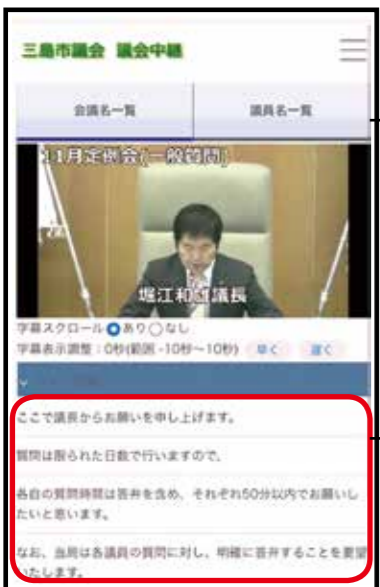 三島市議会 議会中継
会議名一覧
議員名一覧
11月定例会(一般質問)
堀江和雄議長
字幕スクロール あり なし
字幕表示調整：0秒(範囲 -10秒～10秒) 早く 遅く
ここで議長からお願いを申し上げます。
質問は限られた日数で行いますので、
各自の質問時間は答弁を含め、それぞれ50分以内でお願いし
たいと思います。
なお、当局は各議員の質問に対し、明確に答弁することを要望
いたします。